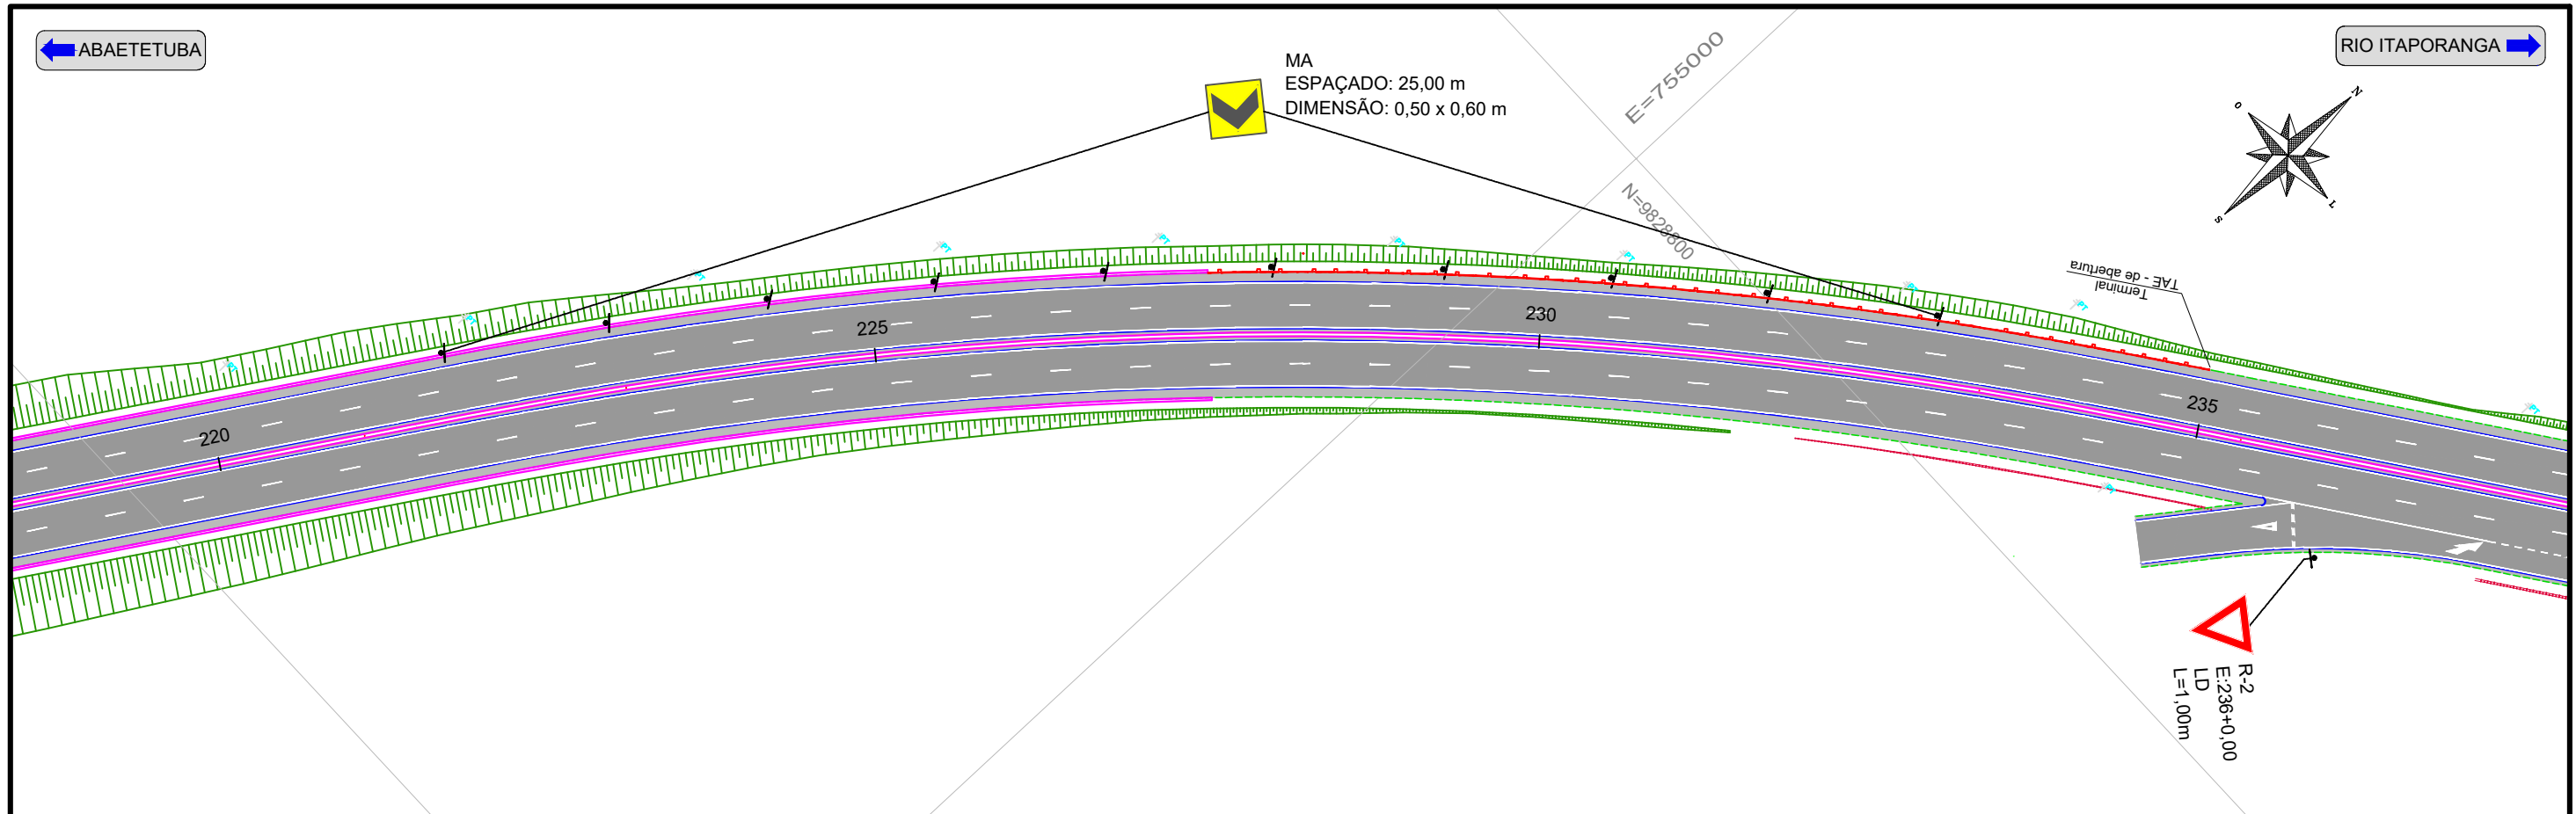 ABAETETUBA
RIO ITAPORANGA
MA
ESPAÇADO: 25,00 m
DIMENSÃO: 0,50 x 0,60 m
E=755000
N=9828800
N
O
L
S
Terminal
TAE - de abertura
220
225
230
235
R-2
E:236+0,00
LD
L=1,00m